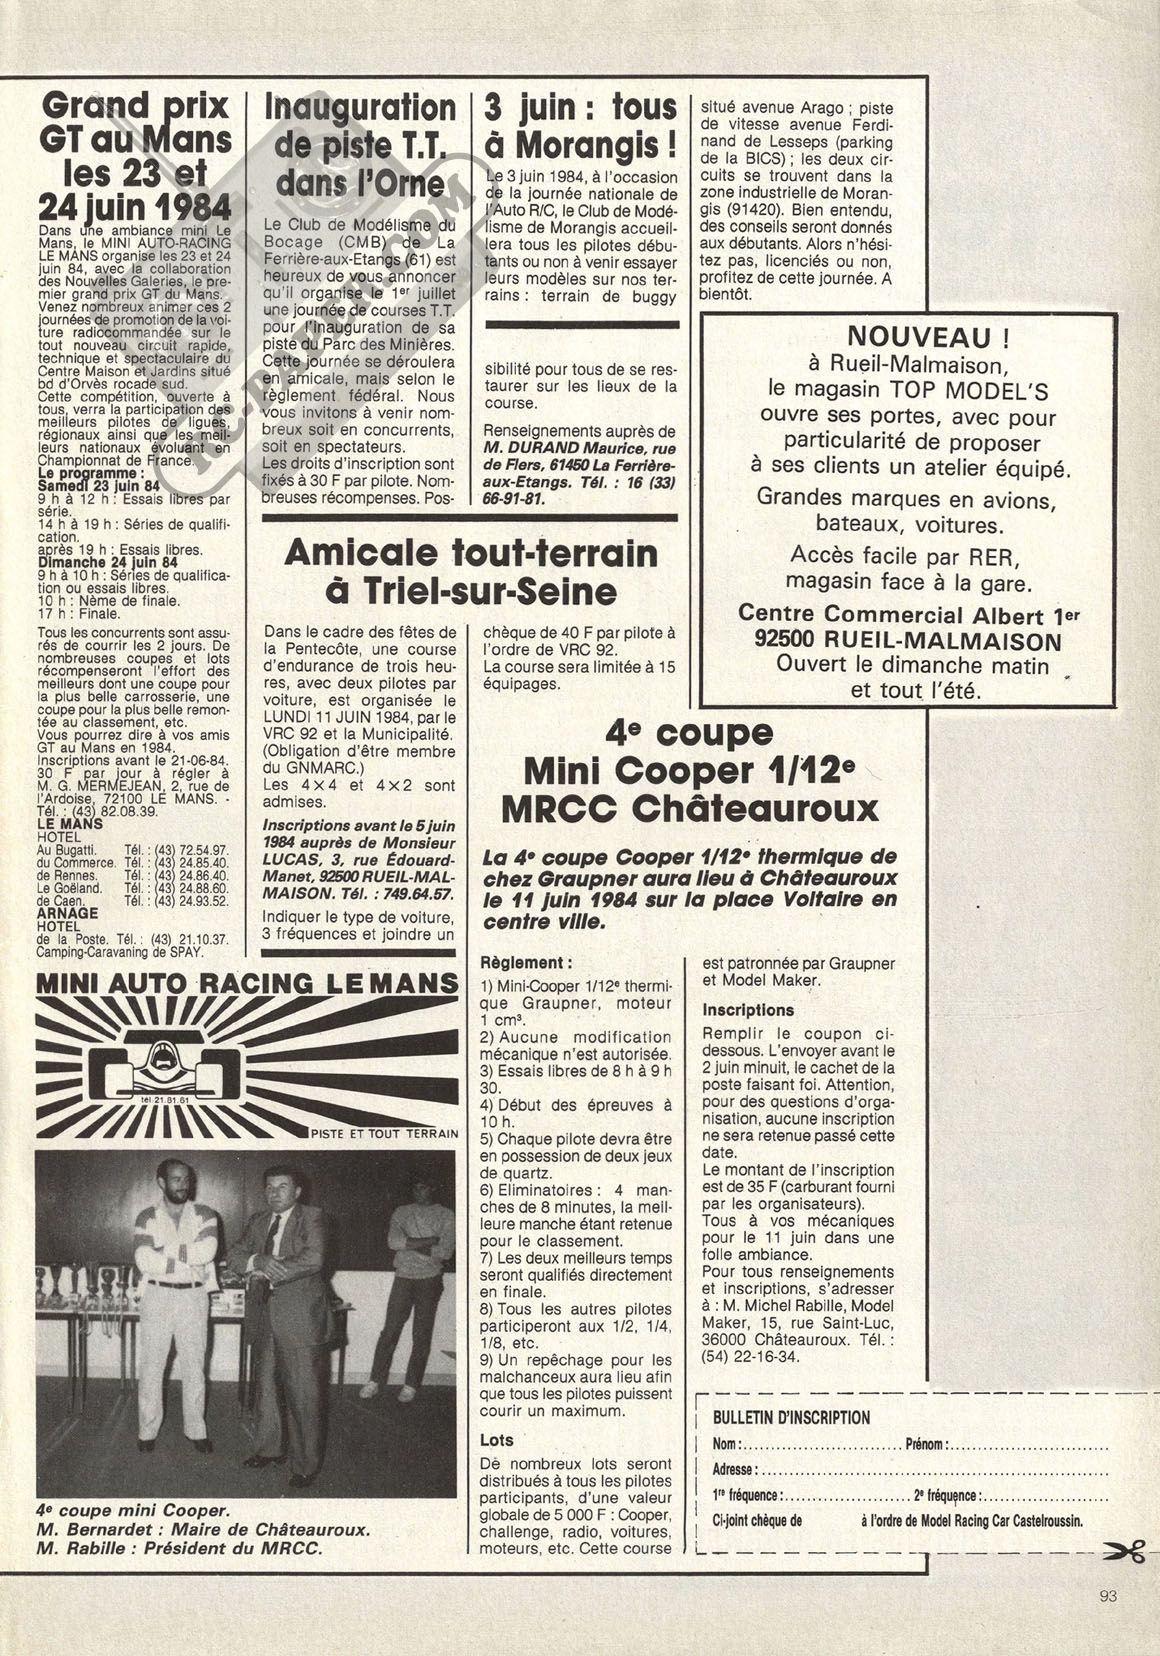 Grand prix
GT au Mans
les 23 et
24 juin 1984
Dans une ambiance mini Le
Mans, le MINI AUTO-RACING
LE MANS organise les 23 et 24
juin 84, avec la collaboration
des Nouvelles Galeries, le pre-
mier grand prix GT du Mans.
Venez nombreux animer ces 2
journées de promotion de la voi-
ture radiocommandée sur le
tout nouveau circuit rapide,
technique et spectaculaire du
Centre Maison et Jardins situé
bd d'Orvès rocade sud.
Cette compétition, ouverte à
tous, verra la participation des
meilleurs pilotes de ligues,
régionaux ainsi que les meil-
leurs nationaux évoluant en
Championnat de France.
Le programme :
Samedi 23 juin 84
9 h à 12 h : Essais libres par
série.
14 h à 19 h : Séries de qualifi-
cation.
après 19 h : Essais libres.
Dimanche 24 juin 84
9 h à 10 h : Séries de qualifica-
tion ou essais libres.
10 h : Nème de finale.
17 h : Finale.
Tous les concurrents sont assu-
rés de courrir les 2 jours. De
nombreuses coupes et lots
récompenseront l'effort des
meilleurs dont une coupe pour
la plus belle carrosserie, une
coupe pour la plus belle remon-
tée au classement, etc.
Vous pourrez dire à vos amis
GT au Mans en 1984.
Inscriptions avant le 21-06-84.
30 F par jour à régler à
M. G. MERMEJEAN, 2, rue de
l'Ardoise, 72100 LE MANS. -
Tél. : (43) 82.08.39.
LE MANS
HOTEL
Au Bugatti. Tél. : (43) 72.54.97.
du Commerce. Tél. : (43) 24.85.40.
de Rennes. Tél. : (43) 24.86.40.
Le Goëland. Tél. : (43) 24.88.60.
de Caen. Tél. : (43) 24.93.52.
ARNAGE
HOTEL
de la Poste. Tél. : (43) 21.10.37.
Camping-Caravaning de SPAY.
MINI AUTO RACING LE MANS
tél. 21.81.61
PISTE ET TOUT TERRAIN
4e coupe mini Cooper.
M. Bernardet : Maire de Châteauroux.
M. Rabille : Président du MRCC.
Inauguration
de piste T.T.
dans l'Orne
Le Club de Modélisme du
Bocage (CMB) de La
Ferrière-aux-Etangs (61) est
heureux de vous annoncer
qu'il organise le 1er juillet
une journée de courses T.T.
pour l'inauguration de sa
piste du Parc des Minières.
Cette journée se déroulera
en amicale, mais selon le
règlement fédéral. Nous
vous invitons à venir nom-
breux soit en concurrents,
soit en spectateurs.
Les droits d'inscription sont
fixés à 30 F par pilote. Nom-
breuses récompenses. Pos-
sibilité pour tous de se res-
taurer sur les lieux de la
course.
Renseignements auprès de
M. DURAND Maurice, rue
de Flers, 61450 La Ferrière-
aux-Etangs. Tél. : 16 (33)
66-91-81.
3 juin : tous
à Morangis !
Le 3 juin 1984, à l'occasion
de la journée nationale de
l'Auto R/C, le Club de Modé-
lisme de Morangis accueil-
lera tous les pilotes débu-
tants ou non à venir essayer
leurs modèles sur nos ter-
rains : terrain de buggy
situé avenue Arago ; piste
de vitesse avenue Ferdi-
nand de Lesseps (parking
de la BICS) ; les deux cir-
cuits se trouvent dans la
zone industrielle de Moran-
gis (91420). Bien entendu,
des conseils seront donnés
aux débutants. Alors n'hési-
tez pas, licenciés ou non,
profitez de cette journée. A
bientôt.
NOUVEAU !
à Rueil-Malmaison,
le magasin TOP MODEL'S
ouvre ses portes, avec pour
particularité de proposer
à ses clients un atelier équipé.
Grandes marques en avions,
bateaux, voitures.
Accès facile par RER,
magasin face à la gare.
Centre Commercial Albert 1er
92500 RUEIL-MALMAISON
Ouvert le dimanche matin
et tout l'été.
Amicale tout-terrain
à Triel-sur-Seine
Dans le cadre des fêtes de
la Pentecôte, une course
d'endurance de trois heu-
res, avec deux pilotes par
voiture, est organisée le
LUNDI 11 JUIN 1984, par le
VRC 92 et la Municipalité.
(Obligation d'être membre
du GNMARC.)
Les 4×4 et 4×2 sont
admises.
Inscriptions avant le 5 juin
1984 auprès de Monsieur
LUCAS, 3, rue Édouard-
Manet, 92500 RUEIL-MAL-
MAISON. Tél. : 749.64.57.
Indiquer le type de voiture,
3 fréquences et joindre un
chèque de 40 F par pilote à
l'ordre de VRC 92.
La course sera limitée à 15
équipages.
4e coupe
Mini Cooper 1/12e
MRCC Châteauroux
La 4e coupe Cooper 1/12e thermique de
chez Graupner aura lieu à Châteauroux
le 11 juin 1984 sur la place Voltaire en
centre ville.
Règlement :
1) Mini-Cooper 1/12e thermi-
que Graupner, moteur
1 cm³.
2) Aucune modification
mécanique n'est autorisée.
3) Essais libres de 8 h à 9 h
30.
4) Début des épreuves à
10 h.
5) Chaque pilote devra être
en possession de deux jeux
de quartz.
6) Eliminatoires : 4 man-
ches de 8 minutes, la meil-
leure manche étant retenue
pour le classement.
7) Les deux meilleurs temps
seront qualifiés directement
en finale.
8) Tous les autres pilotes
participeront aux 1/2, 1/4,
1/8, etc.
9) Un repêchage pour les
malchanceux aura lieu afin
que tous les pilotes puissent
courir un maximum.
Lots
De nombreux lots seront
distribués à tous les pilotes
participants, d'une valeur
globale de 5 000 F : Cooper,
challenge, radio, voitures,
moteurs, etc. Cette course
est patronnée par Graupner
et Model Maker.
Inscriptions
Remplir le coupon ci-
dessous. L'envoyer avant le
2 juin minuit, le cachet de la
poste faisant foi. Attention,
pour des questions d'orga-
nisation, aucune inscription
ne sera retenue passé cette
date.
Le montant de l'inscription
est de 35 F (carburant fourni
par les organisateurs).
Tous à vos mécaniques
pour le 11 juin dans une
folle ambiance.
Pour tous renseignements
et inscriptions, s'adresser
à : M. Michel Rabille, Model
Maker, 15, rue Saint-Luc,
36000 Châteauroux. Tél. :
(54) 22-16-34.
BULLETIN D'INSCRIPTION
Nom :.............................. Prénom :..............................
Adresse :..................................................................
1re fréquence :........................ 2e fréquence :........................
Ci-joint chèque de à l'ordre de Model Racing Car Castelroussin.
93
RC-PAPER.COM